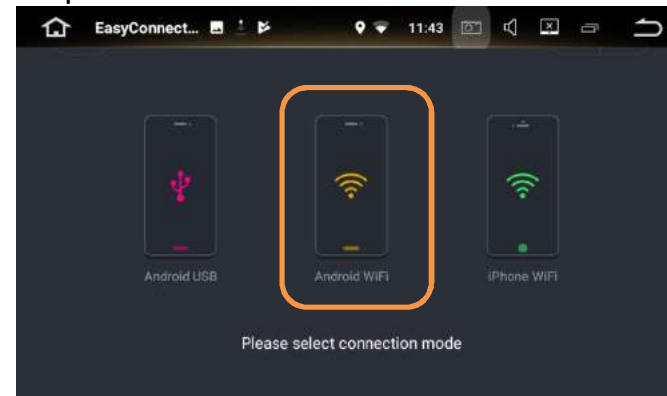 EasyConnect... 11:43
Android USB Android WiFi iPhone WiFi
Please select connection mode